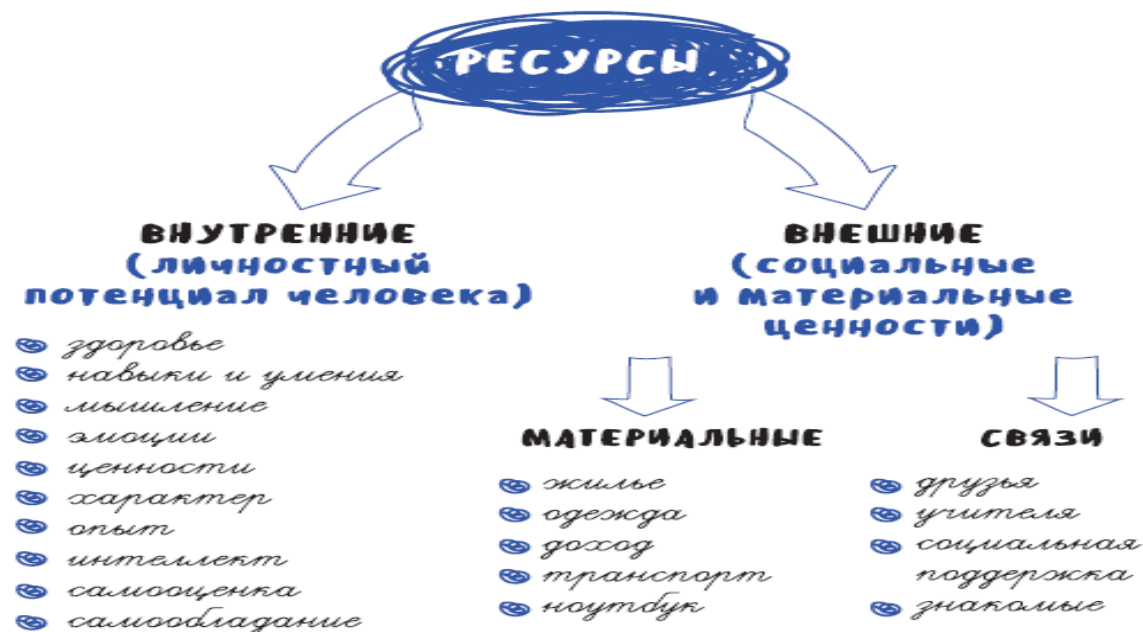 РЕСУРСЫ
ВНУТРЕННИЕ
(личностный
потенциал человека)
здоровье
навыки и умения
мышление
эмоции
ценности
характер
опыт
интеллект
самооценка
самообладание
ВНЕШНИЕ
(социальные
и материальные
ценности)
МАТЕРИАЛЬНЫЕ
жилье
одежда
доход
транспорт
ноутбук
СВЯЗИ
друзья
учителя
социальная
поддержка
знакомые